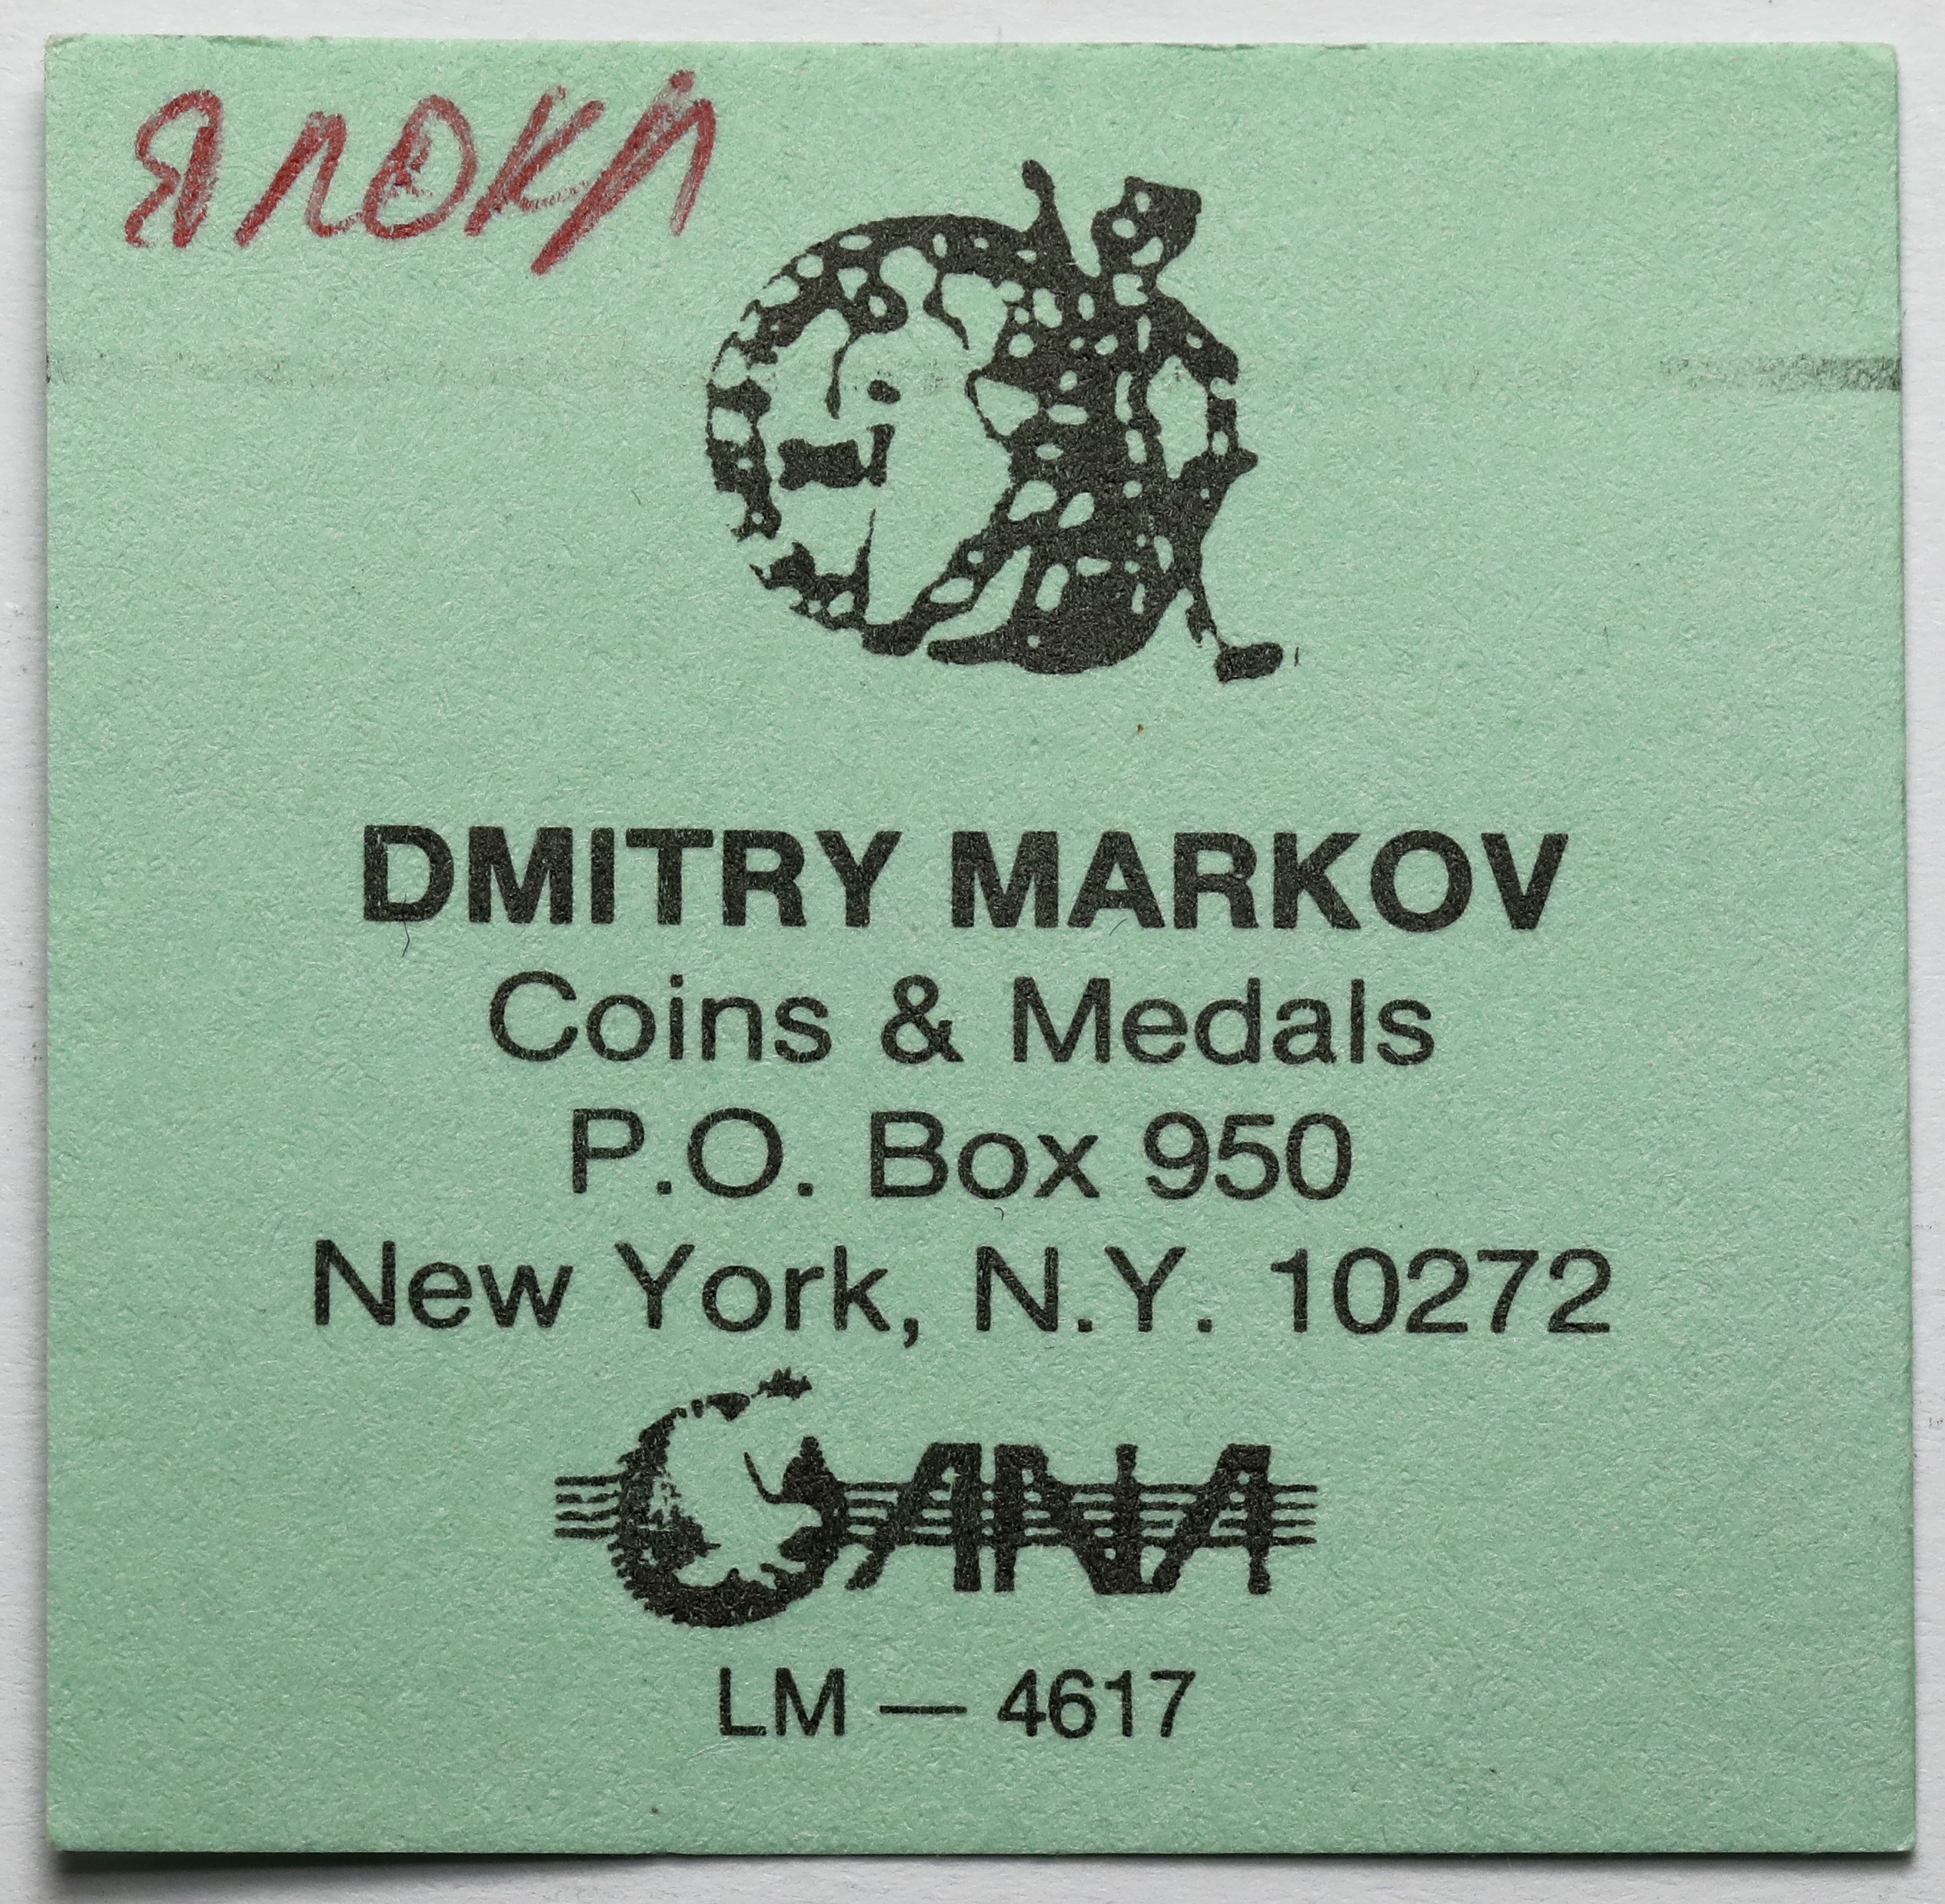 DMITRY MARKOV
Coins & Medals
P.O. Box 950
New York, N.Y. 10272
ANA
LM — 4617